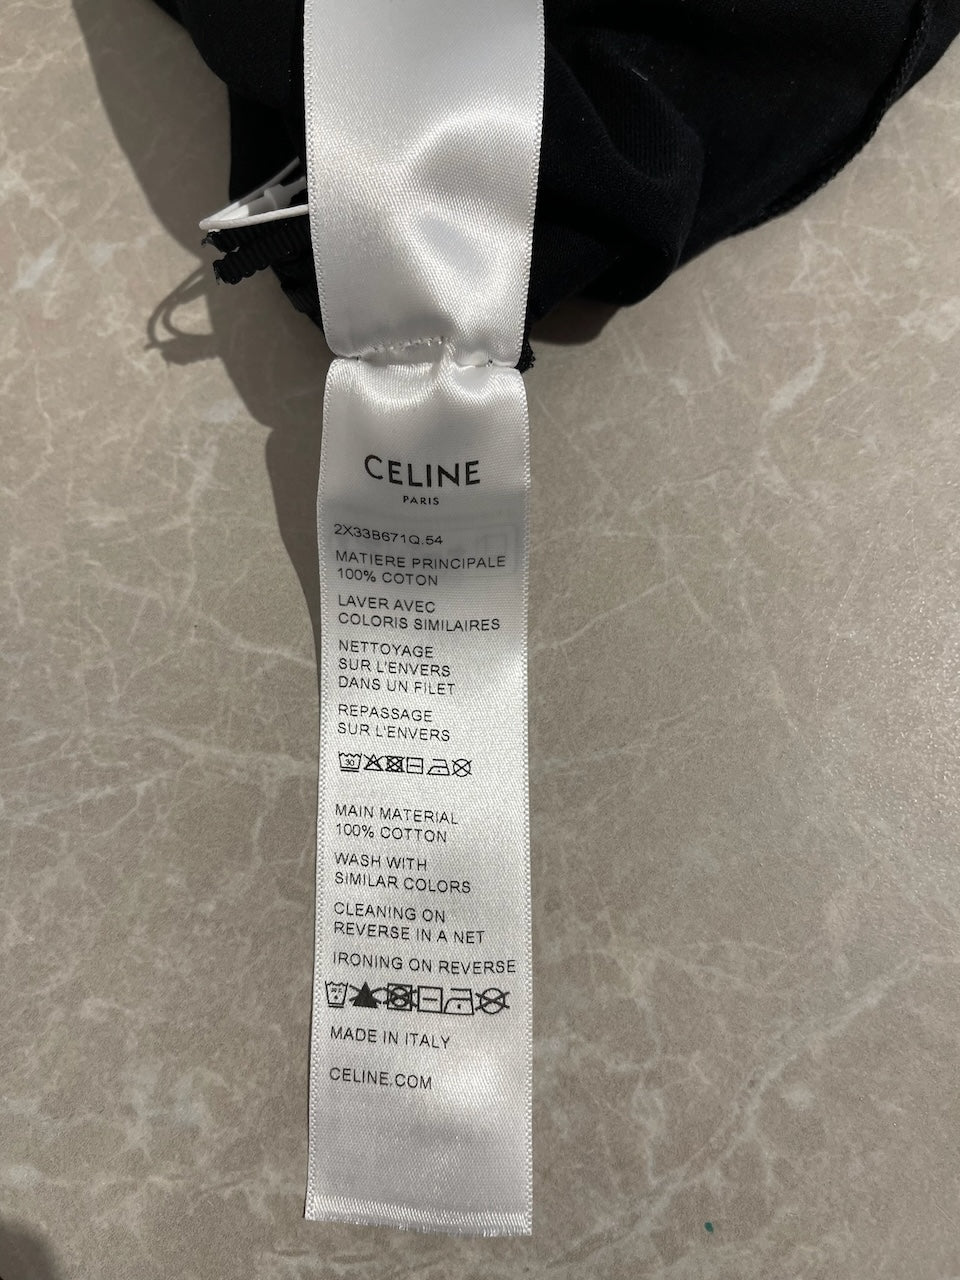 CELINE
PARIS
2X33B671Q.54
MATIERE PRINCIPALE
100% COTON
LAVER AVEC
COLORIS SIMILAIRES
NETTOYAGE
SUR L'ENVERS
DANS UN FILET
REPASSAGE
SUR L'ENVERS
30
MAIN MATERIAL
100% COTTON
WASH WITH
SIMILAR COLORS
CLEANING ON
REVERSE IN A NET
IRONING ON REVERSE
MADE IN ITALY
CELINE.COM